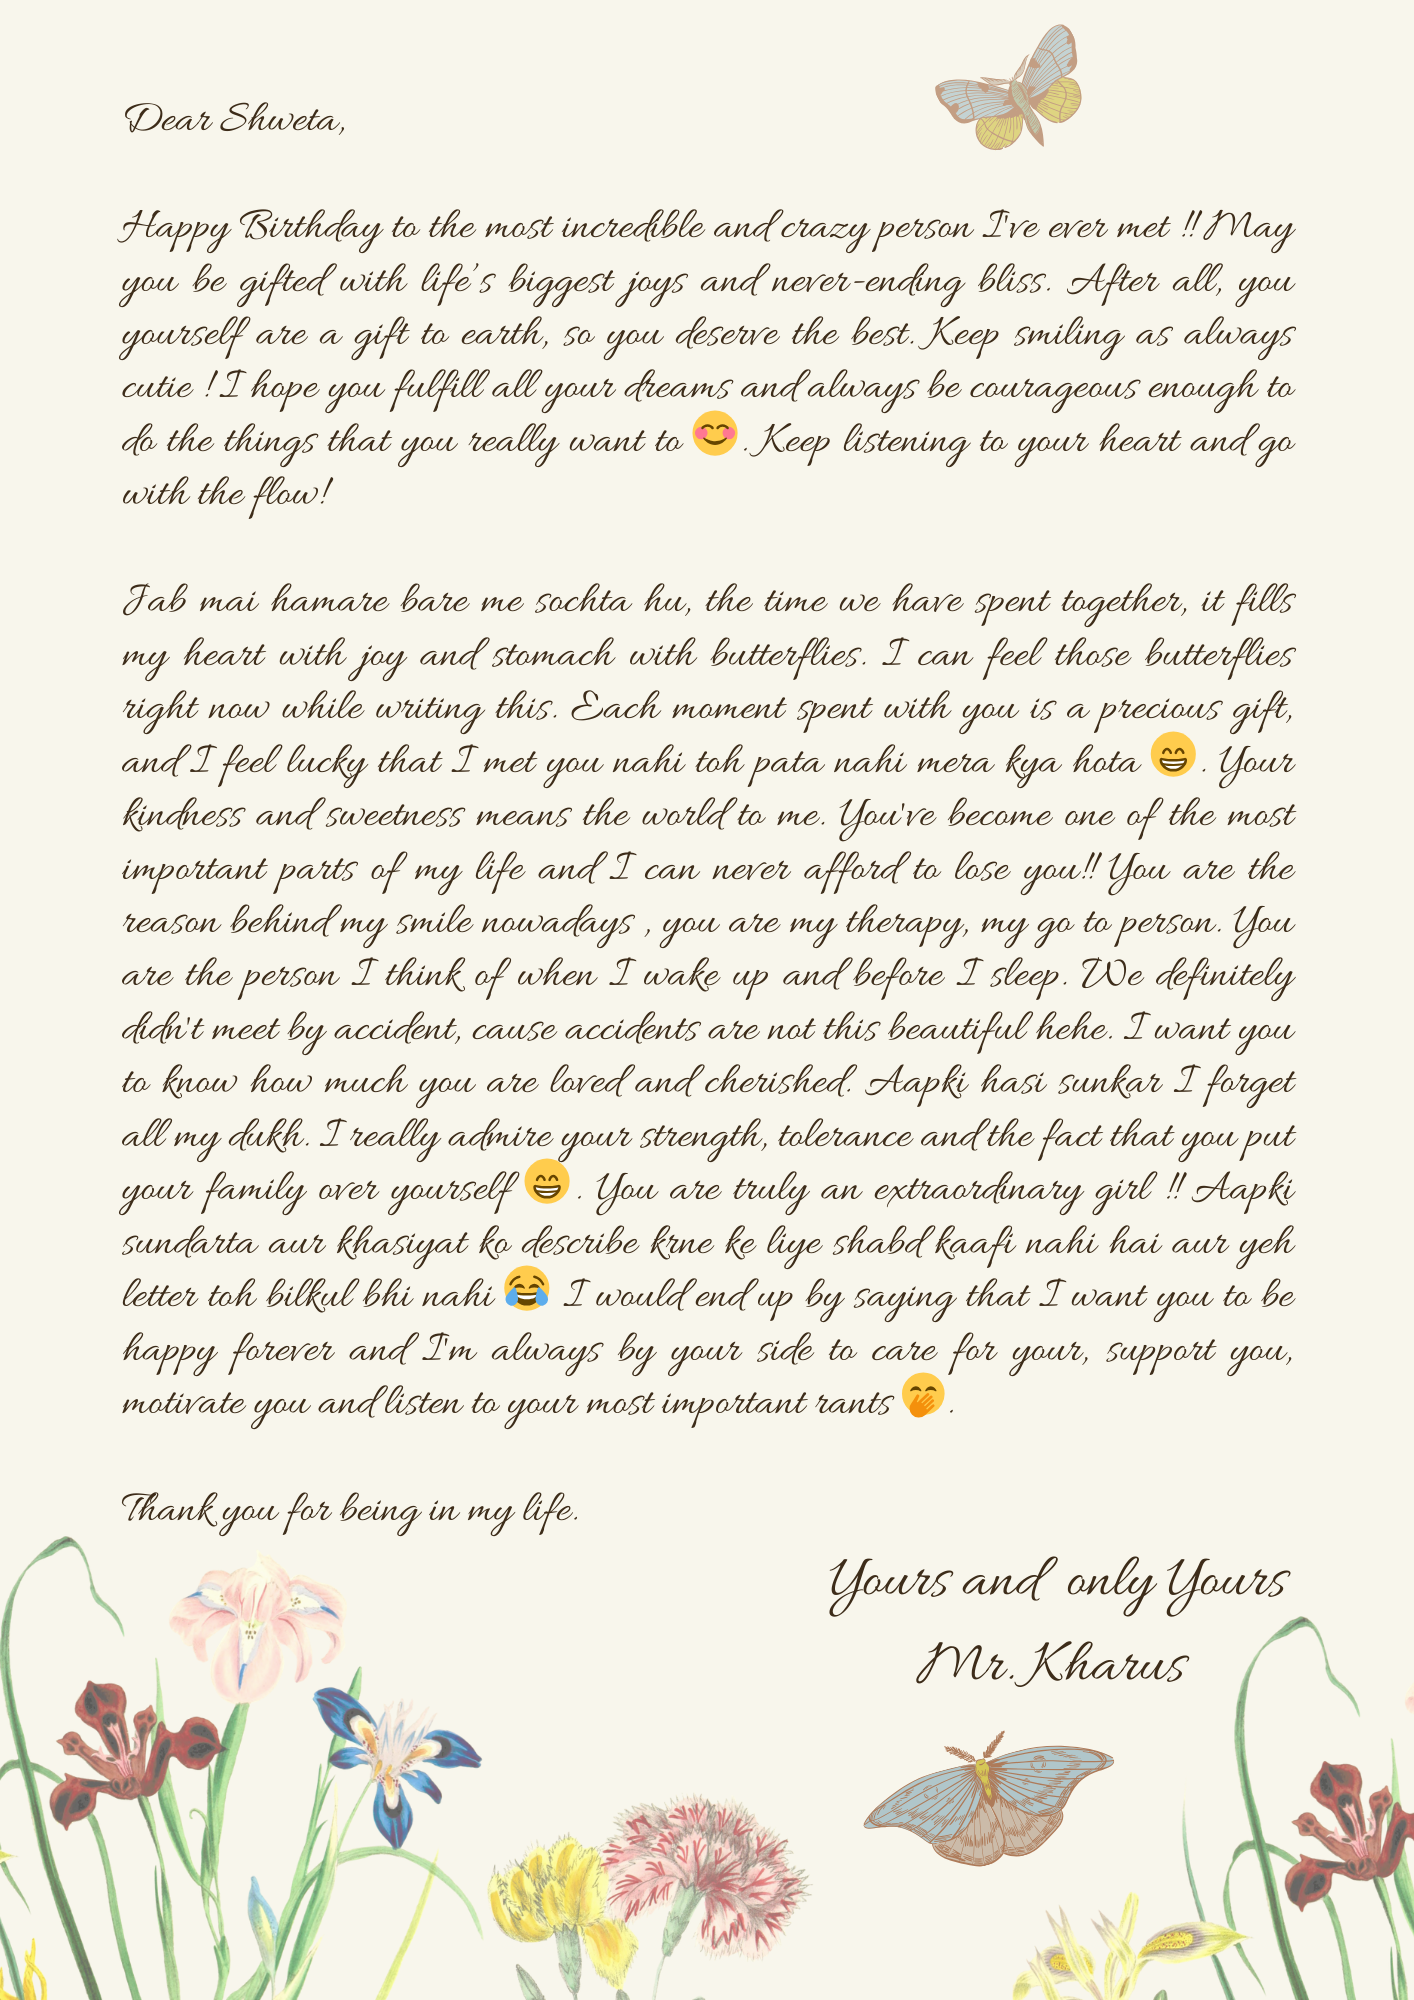 Dear Shweta,
Happy Birthday to the most incredible and crazy person I've ever met !! May
you be gifted with life's biggest joys and never-ending bliss. After all, you
yourself are a gift to earth, so you deserve the best. Keep smiling as always
cutie ! I hope you fulfill all your dreams and always be courageous enough to
do the things that you really want to 😊. Keep listening to your heart and go
with the flow!
Jab mai hamare bare me sochta hu, the time we have spent together, it fills
my heart with joy and stomach with butterflies. I can feel those butterflies
right now while writing this. Each moment spent with you is a precious gift,
and I feel lucky that I met you nahi toh pata nahi mera kya hota 😁. Your
kindness and sweetness means the world to me. You've become one of the most
important parts of my life and I can never afford to lose you!! You are the
reason behind my smile nowadays , you are my therapy, my go to person. You
are the person I think of when I wake up and before I sleep. We definitely
didn't meet by accident, cause accidents are not this beautiful hehe. I want you
to know how much you are loved and cherished. Aapki hasi sunkar I forget
all my dukh. I really admire your strength, tolerance and the fact that you put
your family over yourself 😁. You are truly an extraordinary girl !! Aapki
sundarta aur khasiyat ko describe krne ke liye shabd kaafi nahi hai aur yeh
letter toh bilkul bhi nahi 😂 I would end up by saying that I want you to be
happy forever and I'm always by your side to care for your, support you,
motivate you and listen to your most important rants 🤭.
Thank you for being in my life.
Yours and only Yours
Mr. Kharus